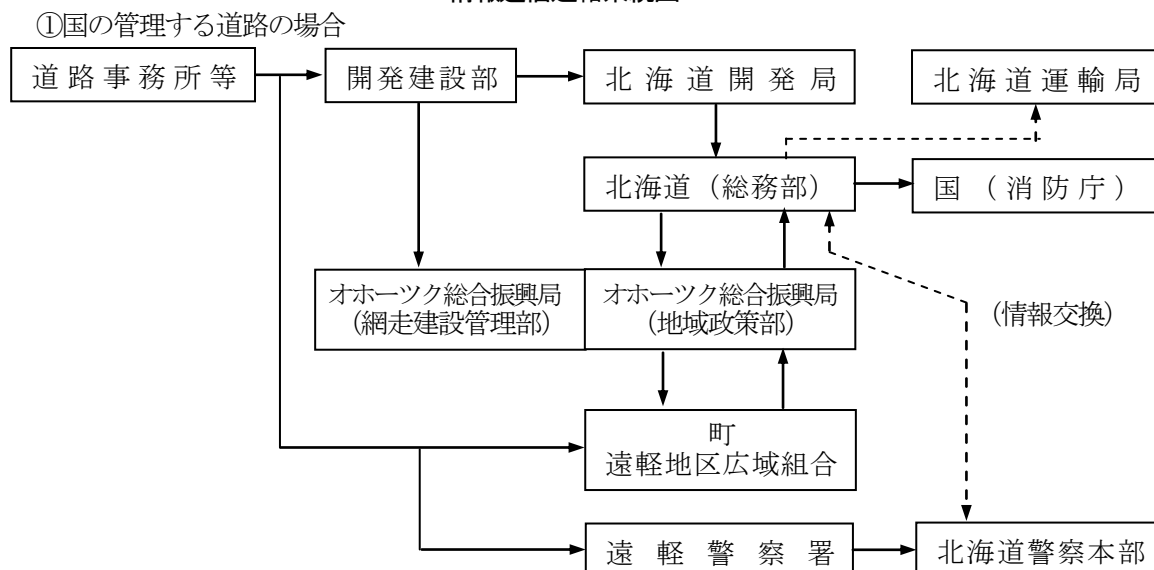 ①国の管理する道路の場合
道路事務所等
開発建設部
北海道開発局
北海道運輸局
北海道（総務部）
国（消防庁）
オホーツク総合振興局
（網走建設管理部）
オホーツク総合振興局
（地域政策部）
（情報交換）
町
遠軽地区広域組合
遠軽警察署
北海道警察本部